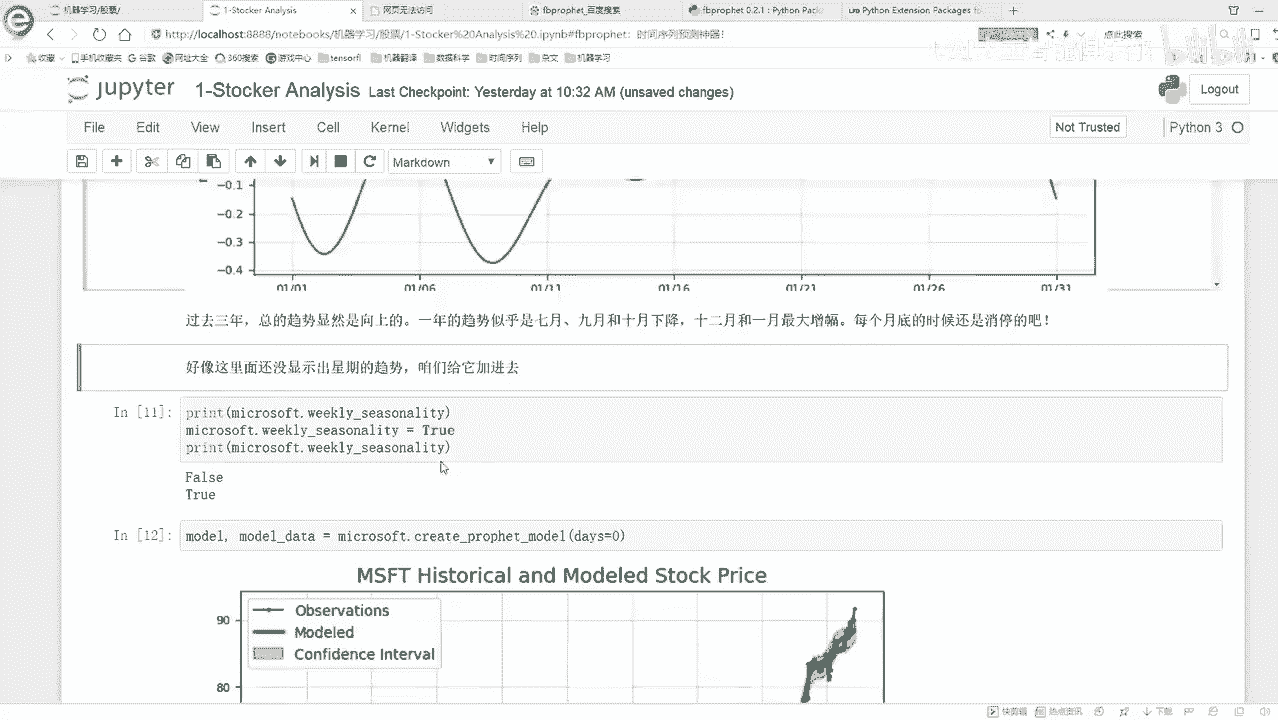 机器学习/股票/
1-Stocker Analysis
网页无法访问
fbprophet_百度搜索
fbprophet 0.2.1 : Python Pack
Python Extension Packages fo
http://localhost:8888/notebooks/机器学习/股票/1-Stocker%20Analysis%20.ipynb#fbprophet：时间序列预测神器！
点此搜索
收藏 手机收藏夹 谷歌 网址大全 360搜索 游戏中心 tensorfl 机器翻译 数据科学 时间序列 杂文 机器学习
jupyter 1-Stocker Analysis Last Checkpoint: Yesterday at 10:32 AM (unsaved changes)
Logout
File Edit View Insert Cell Kernel Widgets Help
Not Trusted
Python 3
Markdown
−0.1
−0.2
−0.3
−0.4
01/01 01/06 01/11 01/16 01/21 01/26 01/31
过去三年，总的趋势显然是向上的。一年的趋势似乎是七月、九月和十月下降，十二月和一月最大增幅。每个月底的时候还是消停的吧！
好像这里面还没显示出星期的趋势，咱们给它加进去
In [11]: print(microsoft.weekly_seasonality)
microsoft.weekly_seasonality = True
print(microsoft.weekly_seasonality)
False
True
In [12]: model, model_data = microsoft.create_prophet_model(days=0)
MSFT Historical and Modeled Stock Price
Observations
Modeled
Confidence Interval
90
80
快剪辑 热点资讯 下载